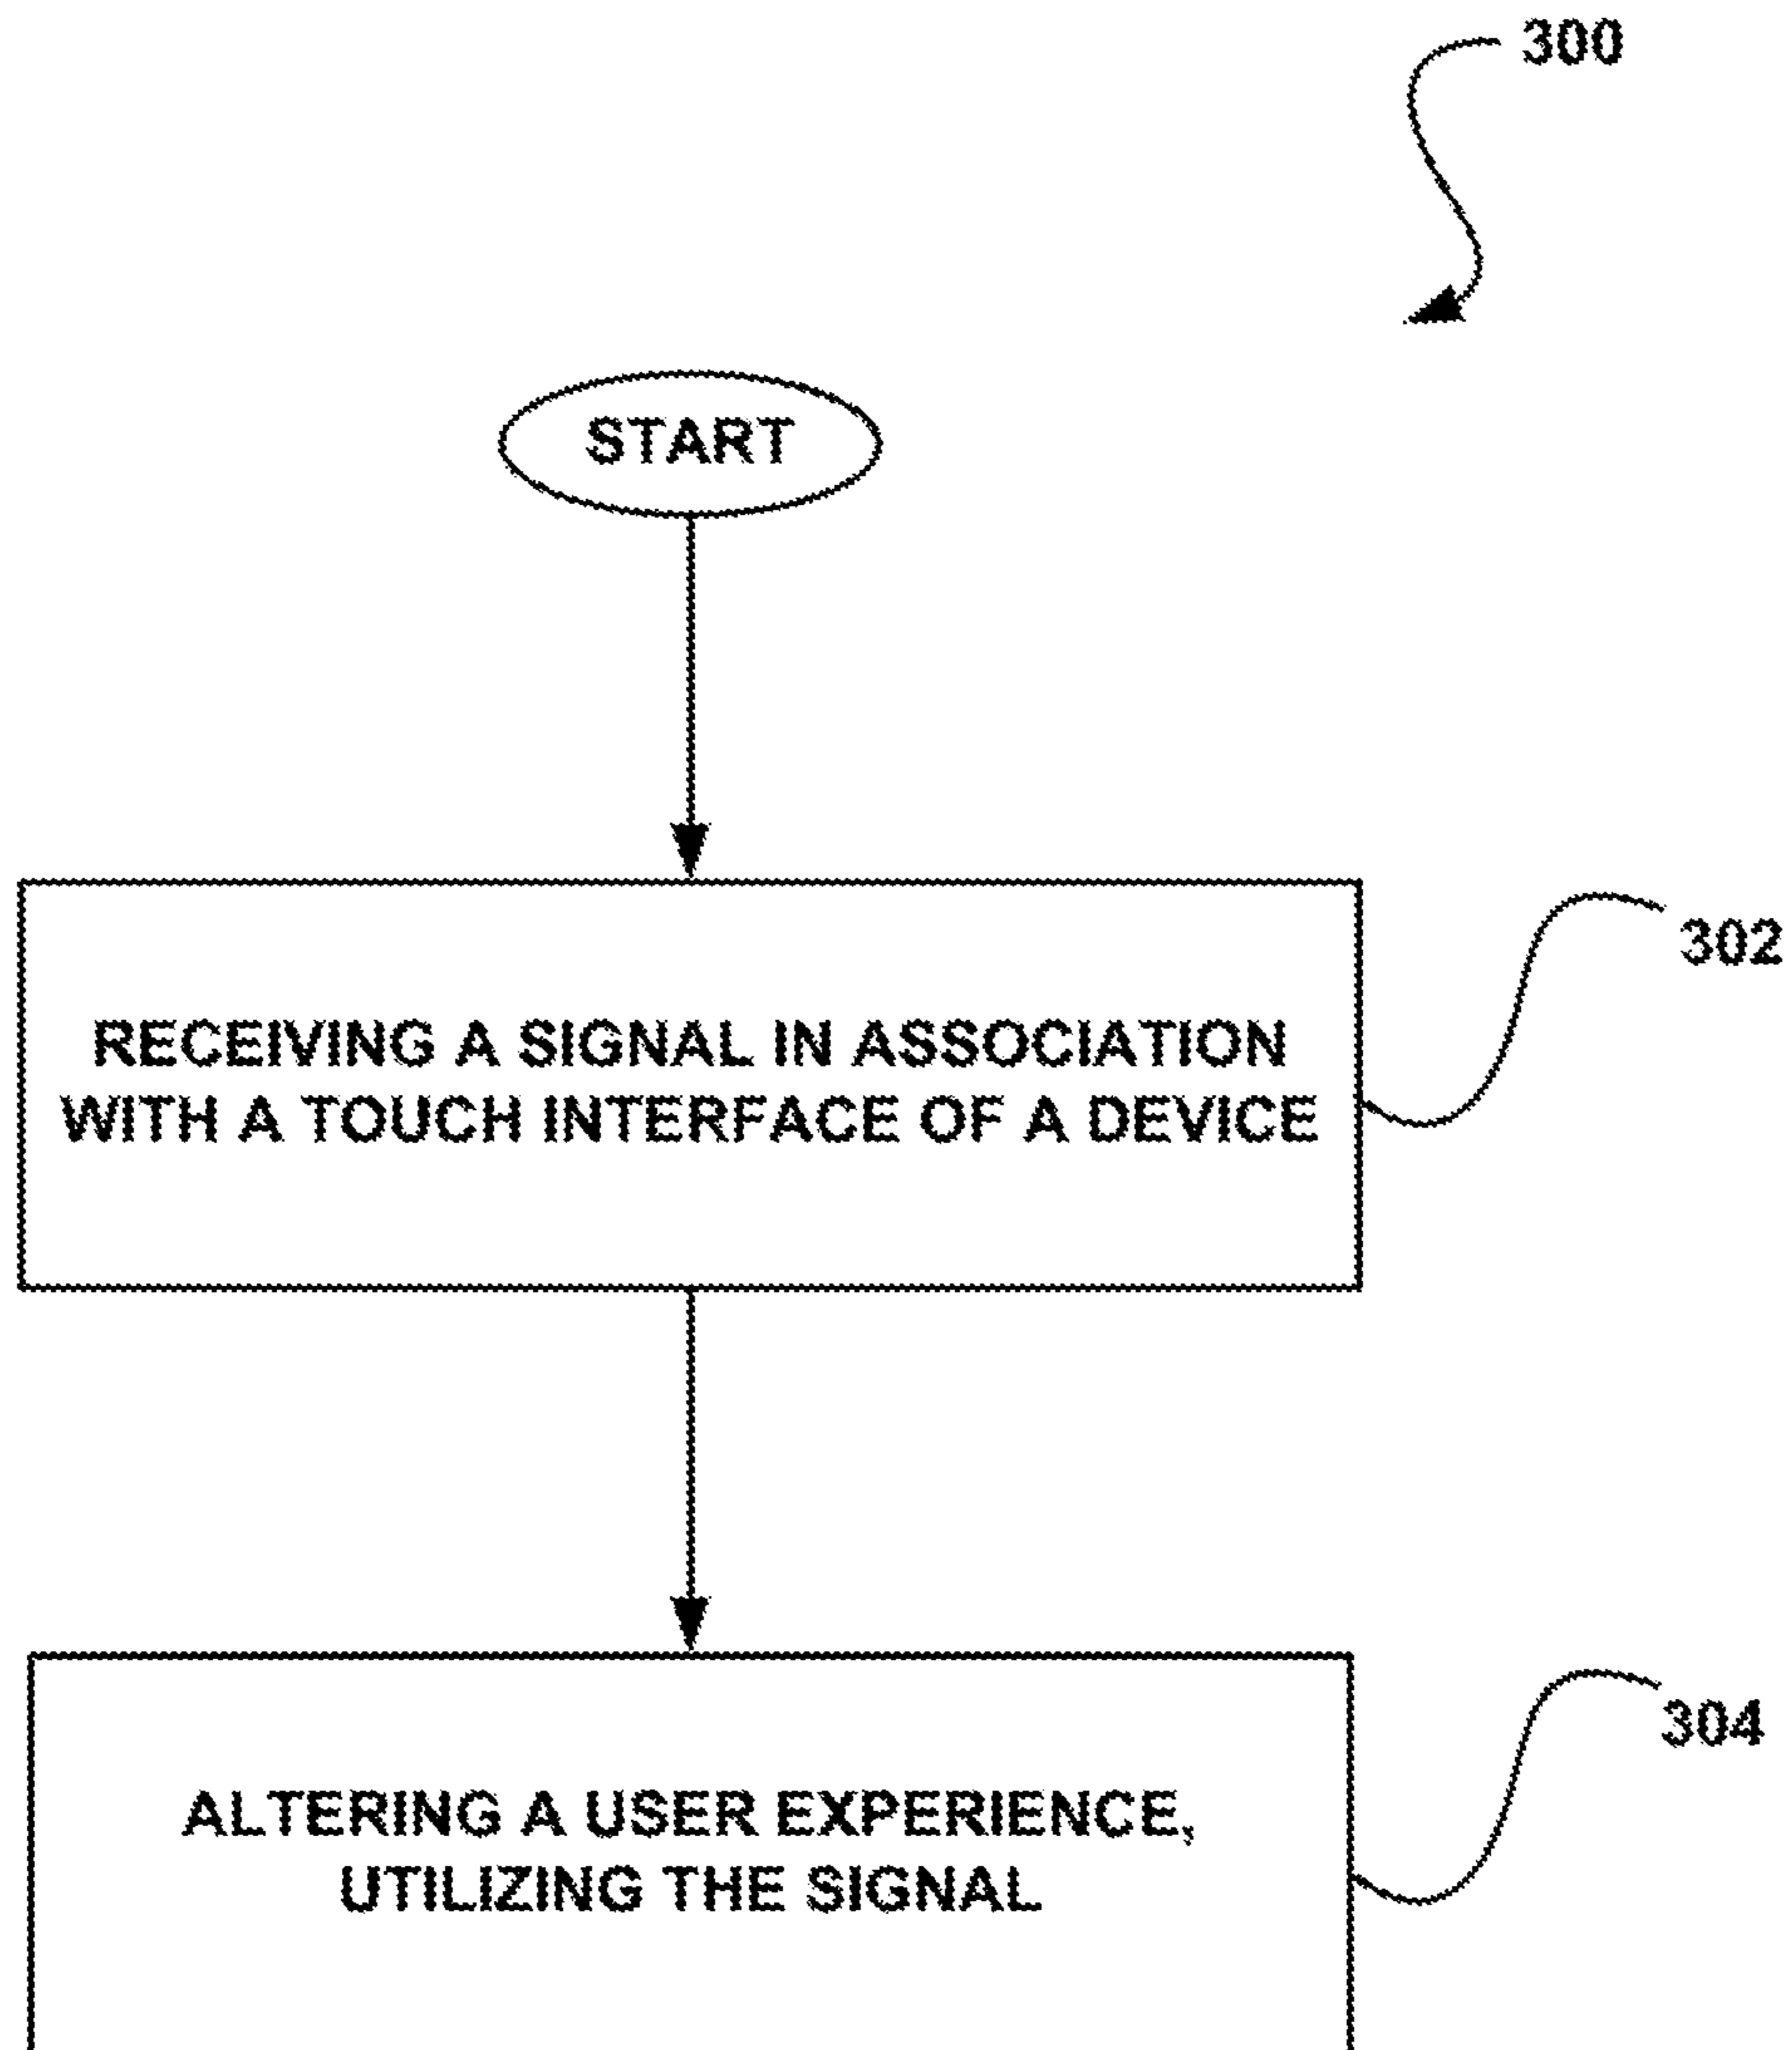 300
START
302
RECEIVING A SIGNAL IN ASSOCIATION
WITH A TOUCH INTERFACE OF A DEVICE
304
ALTERING A USER EXPERIENCE,
UTILIZING THE SIGNAL